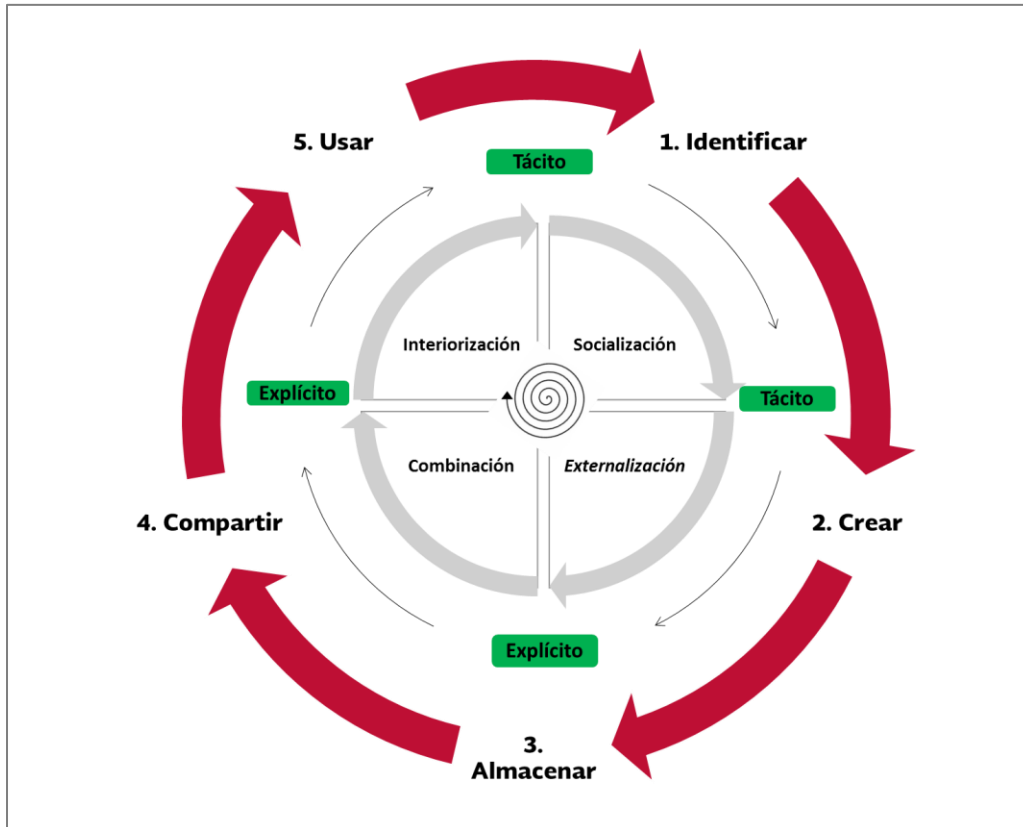 5. Usar
1. Identificar
Tácito
Interiorización
Socialización
Explícito
Tácito
Combinación
Externalización
4. Compartir
2. Crear
Explícito
3.
Almacenar